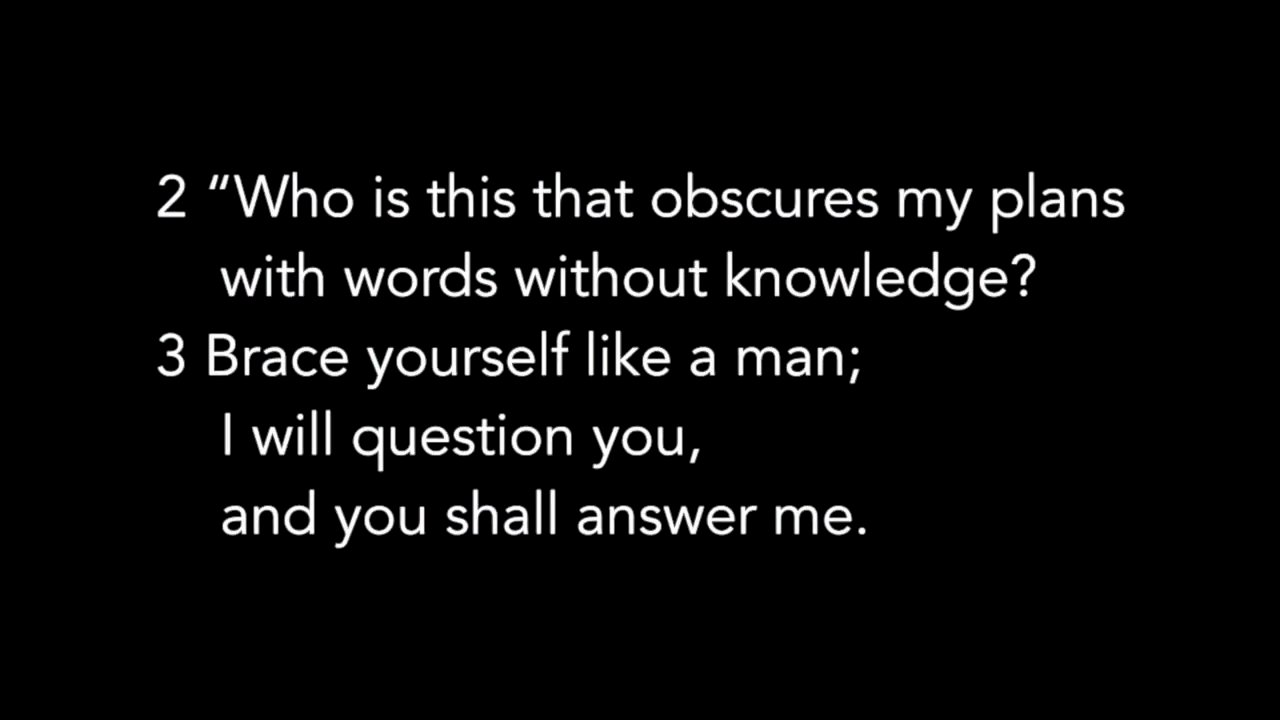 2 “Who is this that obscures my plans
with words without knowledge?
3 Brace yourself like a man;
I will question you,
and you shall answer me.